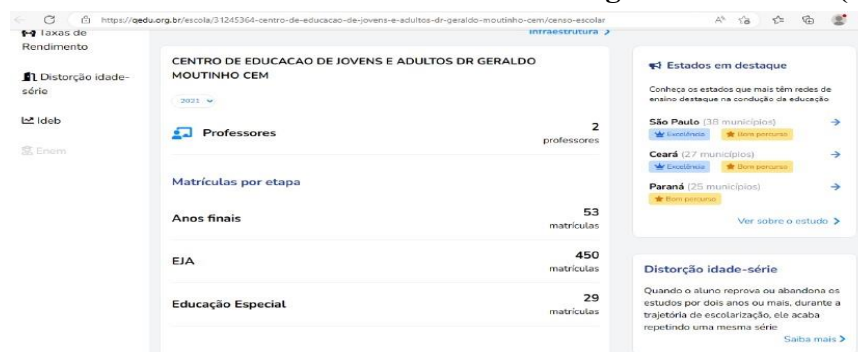 https://qedu.org.br/escola/31245364-centro-de-educacao-de-jovens-e-adultos-dr-geraldo-moutinho-cem/censo-escolar
Taxas de
Rendimento
Distorção idade-
série
Ideb
Enem
Infraestrutura >
CENTRO DE EDUCACAO DE JOVENS E ADULTOS DR GERALDO
MOUTINHO CEM
2021
Professores
2
professores
Matrículas por etapa
Anos finais
53
matrículas
EJA
450
matrículas
Educação Especial
29
matrículas
Estados em destaque
Conheça os estados que mais têm redes de
ensino destaque na condução da educação
São Paulo (38 municípios)
Excelência Bom percurso
Ceará (27 municípios)
Excelência Bom percurso
Paraná (25 municípios)
Bom percurso
Ver sobre o estudo >
Distorção idade-série
Quando o aluno reprova ou abandona os
estudos por dois anos ou mais, durante a
trajetória de escolarização, ele acaba
repetindo uma mesma série
Saiba mais >